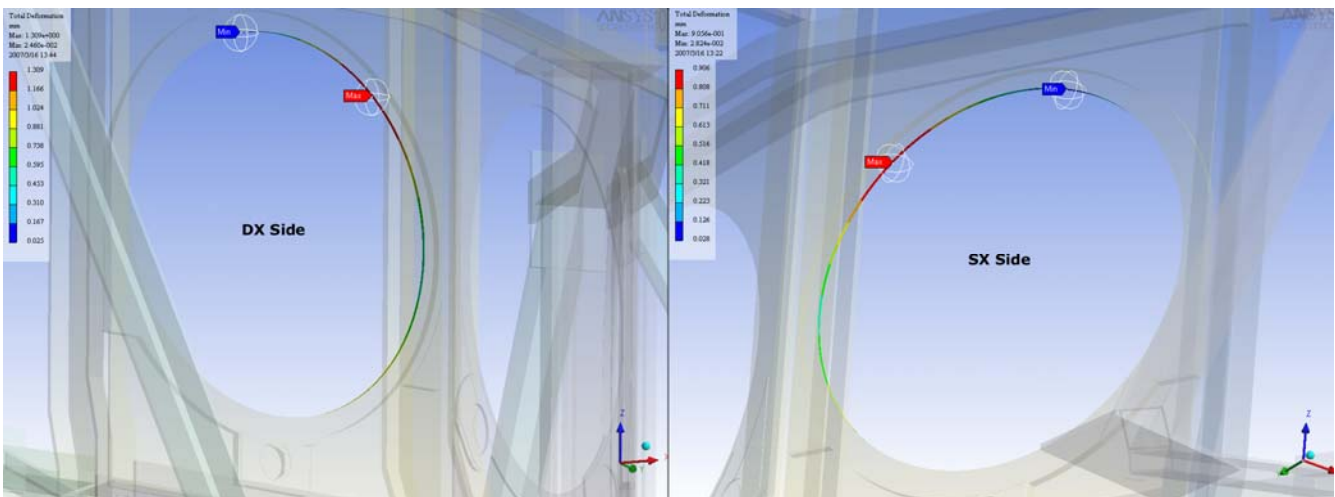 Total Deformation
mm
Max: 1.309e+000
Min: 2.460e-002
2007/3/16 13:44
1.309
1.166
1.024
0.881
0.738
0.595
0.453
0.310
0.167
0.025
Min
Max
DX Side
Z
X
Y
ANSYS
Total Deformation
mm
Max: 9.056e-001
Min: 2.824e-002
2007/3/16 13:22
0.906
0.808
0.711
0.613
0.516
0.418
0.321
0.223
0.126
0.028
Min
Max
SX Side
Z
ANSYS